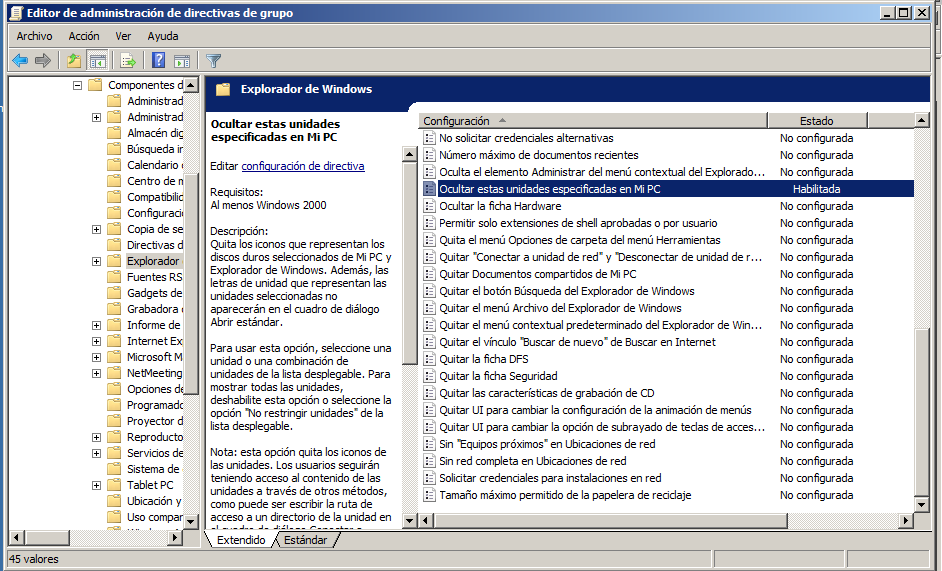 Editor de administración de directivas de grupo
Archivo Acción Ver Ayuda
Componentes d
Administrad
Administrad
Almacén dig
Búsqueda ir
Calendario
Centro de m
Compatibilid
Configuraci
Copia de se
Directivas d
Explorador
Fuentes RS
Gadgets de
Grabadora
Informe de
Internet Ex
Microsoft M
NetMeeting
Opciones de
Programado
Proyector d
Reproducto
Servicios de
Sistema de
Tablet PC
Ubicación y
Uso compar
Explorador de Windows
Ocultar estas unidades
especificadas en Mi PC
Editar configuración de directiva
Requisitos:
Al menos Windows 2000
Descripción:
Quita los iconos que representan los
discos duros seleccionados de Mi PC y
Explorador de Windows. Además, las
letras de unidad que representan las
unidades seleccionadas no
aparecerán en el cuadro de diálogo
Abrir estándar.
Para usar esta opción, seleccione una
unidad o una combinación de
unidades de la lista desplegable. Para
mostrar todas las unidades,
deshabilite esta opción o seleccione la
opción "No restringir unidades" de la
lista desplegable.
Nota: esta opción quita los iconos de
las unidades. Los usuarios seguirán
teniendo acceso al contenido de las
unidades a través de otros métodos,
como puede ser escribir la ruta de
acceso a un directorio de la unidad en
el cuadro de diálogo Conectar a
Configuración Estado
No solicitar credenciales alternativas No configurada
Número máximo de documentos recientes No configurada
Oculta el elemento Administrar del menú contextual del Explorado... No configurada
Ocultar estas unidades especificadas en Mi PC Habilitada
Ocultar la ficha Hardware No configurada
Permitir solo extensiones de shell aprobadas o por usuario No configurada
Quita el menú Opciones de carpeta del menú Herramientas No configurada
Quitar "Conectar a unidad de red" y "Desconectar de unidad de r... No configurada
Quitar Documentos compartidos de Mi PC No configurada
Quitar el botón Búsqueda del Explorador de Windows No configurada
Quitar el menú Archivo del Explorador de Windows No configurada
Quitar el menú contextual predeterminado del Explorador de Win... No configurada
Quitar el vínculo "Buscar de nuevo" de Buscar en Internet No configurada
Quitar la ficha DFS No configurada
Quitar la ficha Seguridad No configurada
Quitar las características de grabación de CD No configurada
Quitar UI para cambiar la configuración de la animación de menús No configurada
Quitar UI para cambiar la opción de subrayado de teclas de acces... No configurada
Sin "Equipos próximos" en Ubicaciones de red No configurada
Sin red completa en Ubicaciones de red No configurada
Solicitar credenciales para instalaciones en red No configurada
Tamaño máximo permitido de la papelera de reciclaje No configurada
Extendido Estándar
45 valores